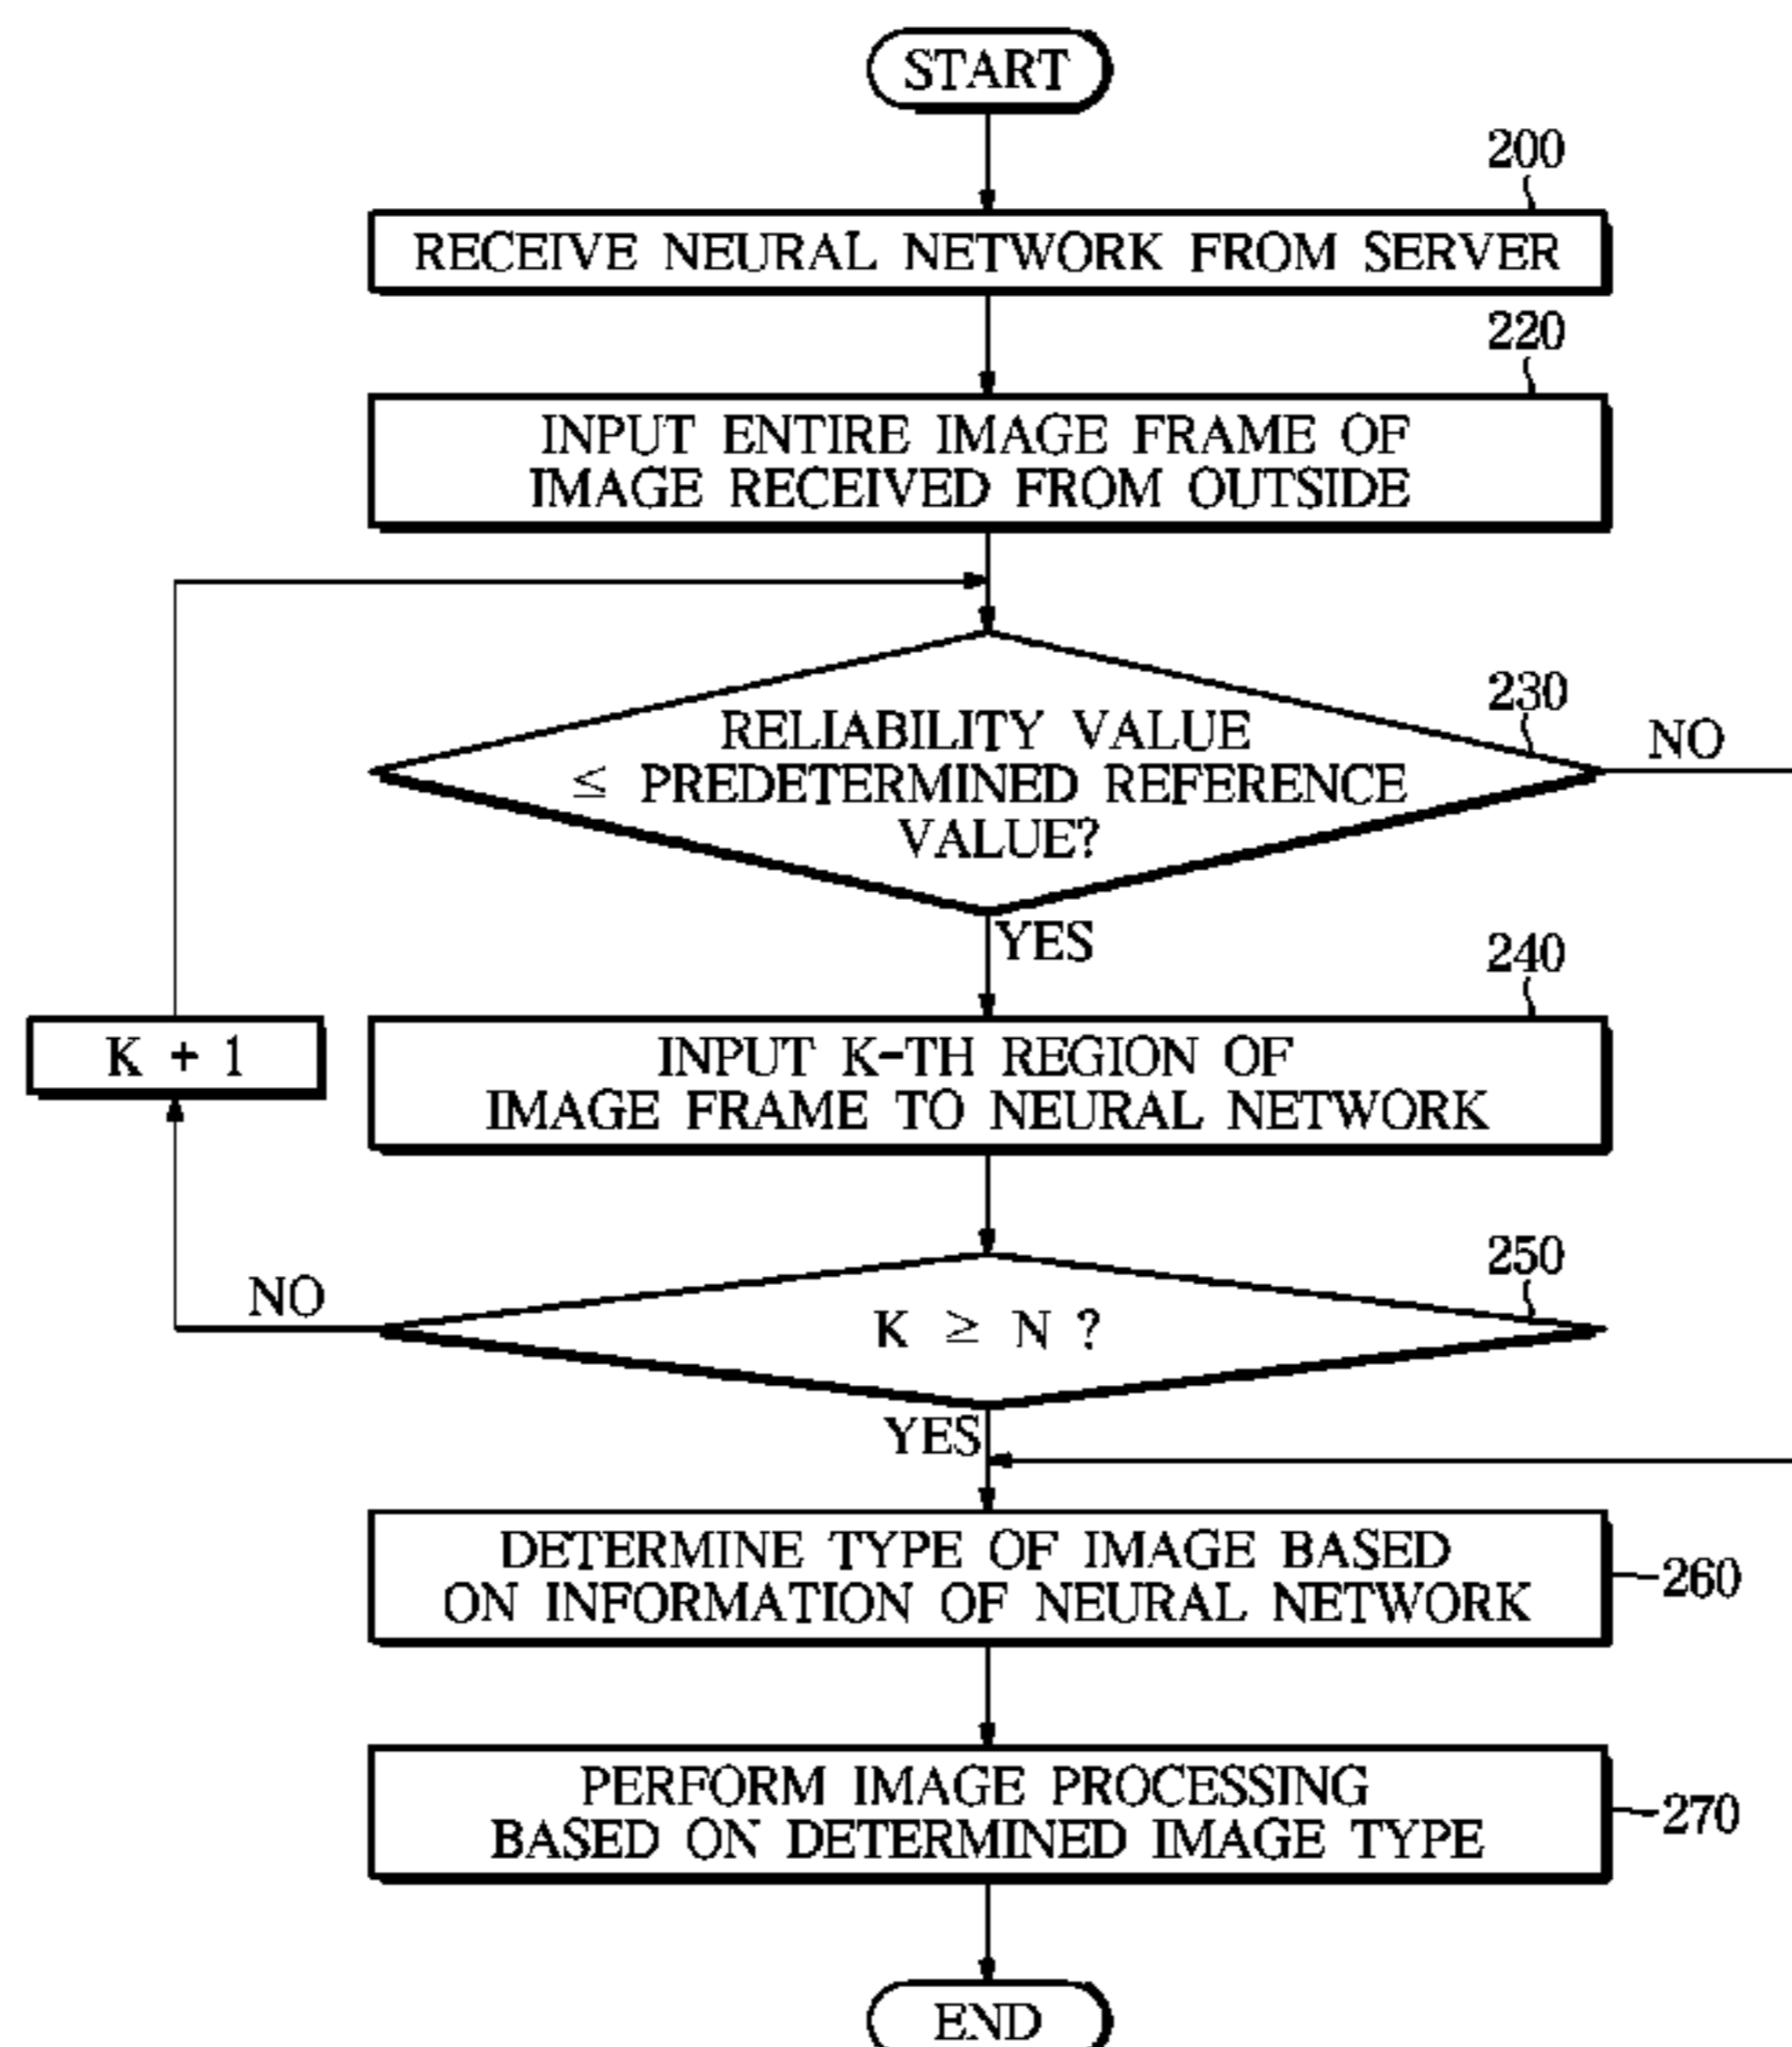 START
200
RECEIVE NEURAL NETWORK FROM SERVER
220
INPUT ENTIRE IMAGE FRAME OF
IMAGE RECEIVED FROM OUTSIDE
230
NO
RELIABILITY VALUE
≤ PREDETERMINED REFERENCE
VALUE?
YES
240
INPUT K-TH REGION OF
IMAGE FRAME TO NEURAL NETWORK
K + 1
250
NO
K ≥ N ?
YES
DETERMINE TYPE OF IMAGE BASED
ON INFORMATION OF NEURAL NETWORK
260
PERFORM IMAGE PROCESSING
BASED ON DETERMINED IMAGE TYPE
270
END